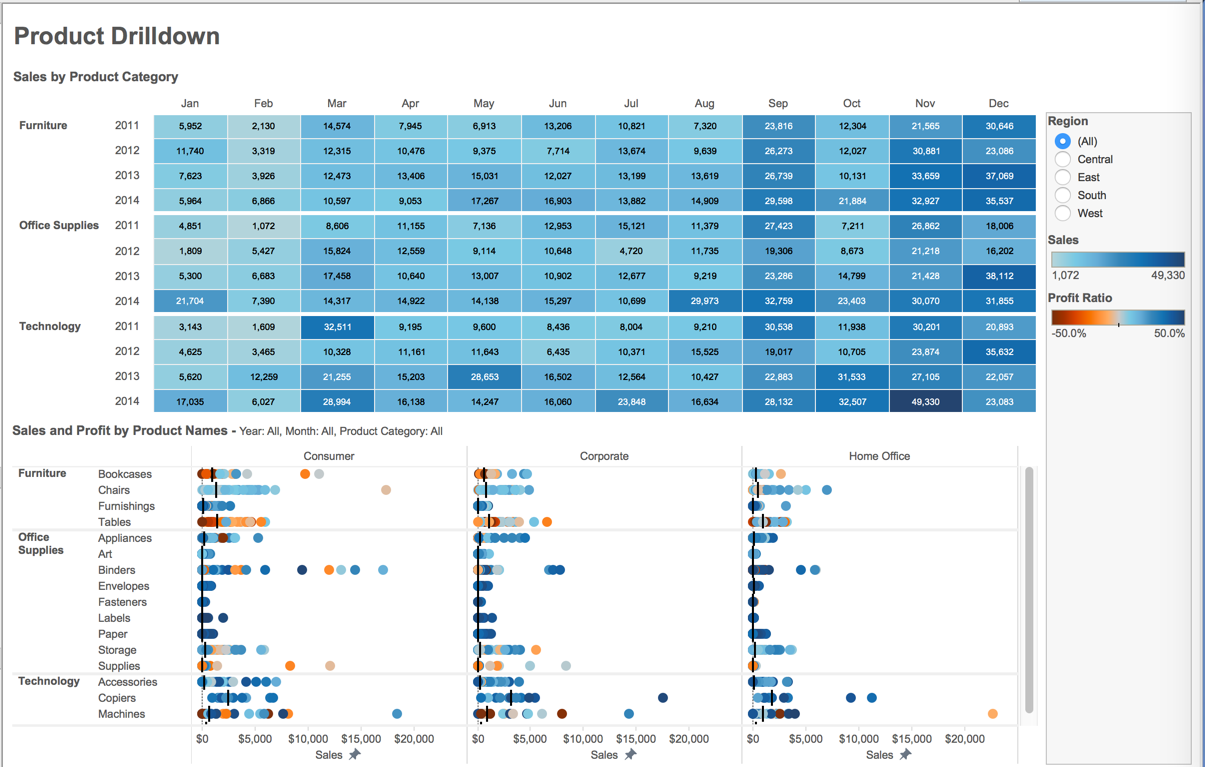 Product Drilldown
Sales by Product Category
Jan Feb Mar Apr May Jun Jul Aug Sep Oct Nov Dec
Furniture 2011 5,952 2,130 14,574 7,945 6,913 13,206 10,821 7,320 23,816 12,304 21,565 30,646
2012 11,740 3,319 12,315 10,476 9,375 7,714 13,674 9,639 26,273 12,027 30,881 23,086
2013 7,623 3,926 12,473 13,406 15,031 12,027 13,199 13,619 26,739 10,131 33,659 37,069
2014 5,964 6,866 10,597 9,053 17,267 16,903 13,882 14,909 29,598 21,884 32,927 35,537
Office Supplies 2011 4,851 1,072 8,606 11,155 7,136 12,953 15,121 11,379 27,423 7,211 26,862 18,006
2012 1,809 5,427 15,824 12,559 9,114 10,648 4,720 11,735 19,306 8,673 21,218 16,202
2013 5,300 6,683 17,458 10,640 13,007 10,902 12,677 9,219 23,286 14,799 21,428 38,112
2014 21,704 7,390 14,317 14,922 14,138 15,297 10,699 29,973 32,759 23,403 30,070 31,855
Technology 2011 3,143 1,609 32,511 9,195 9,600 8,436 8,004 9,210 30,538 11,938 30,201 20,893
2012 4,625 3,465 10,328 11,161 11,643 6,435 10,371 15,525 19,017 10,705 23,874 35,632
2013 5,620 12,259 21,255 15,203 28,653 16,502 12,564 10,427 22,883 31,533 27,105 22,057
2014 17,035 6,027 28,994 16,138 14,247 16,060 23,848 16,634 28,132 32,507 49,330 23,083
Region
(All)
Central
East
South
West
Sales
1,072 49,330
Profit Ratio
-50.0% 50.0%
Sales and Profit by Product Names - Year: All, Month: All, Product Category: All
Consumer Corporate Home Office
Furniture Bookcases
Chairs
Furnishings
Tables
Office Supplies Appliances
Art
Binders
Envelopes
Fasteners
Labels
Paper
Storage
Supplies
Technology Accessories
Copiers
Machines
$0 $5,000 $10,000 $15,000 $20,000 $0 $5,000 $10,000 $15,000 $20,000 $0 $5,000 $10,000 $15,000 $20,000
Sales Sales Sales